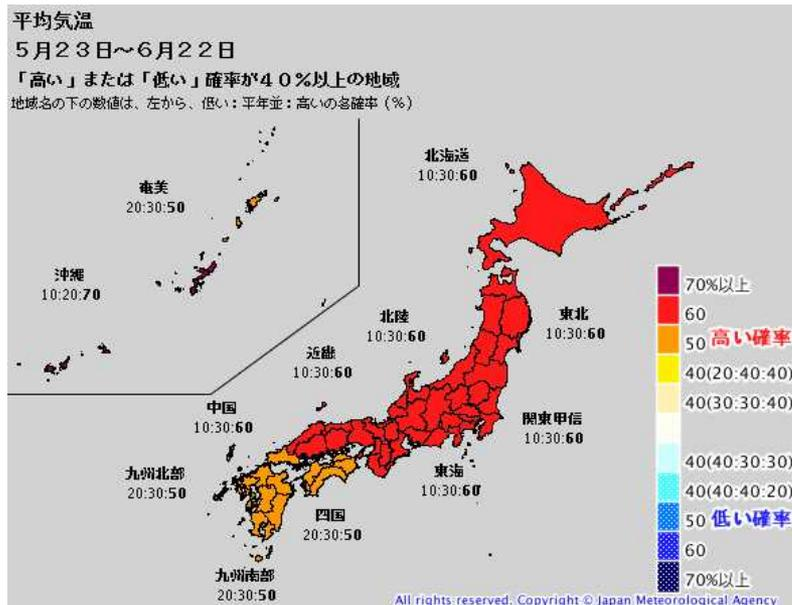 平均気温
５月２３日～６月２２日
「高い」または「低い」確率が４０％以上の地域
地域名の下の数値は、左から、低い：平年並：高いの各確率（％）
北海道
10:30:60
奄美
20:30:50
沖縄
10:20:70
北陸
10:30:60
東北
10:30:60
近畿
10:30:60
中国
10:30:60
関東甲信
10:30:60
九州北部
20:30:50
東海
10:30:60
四国
20:30:50
九州南部
20:30:50
70%以上
60
50 高い確率
40(20:40:40)
40(30:30:40)
40(40:30:30)
40(40:40:20)
50 低い確率
60
70%以上
All rights reserved. Copyright © Japan Meteorological Agency